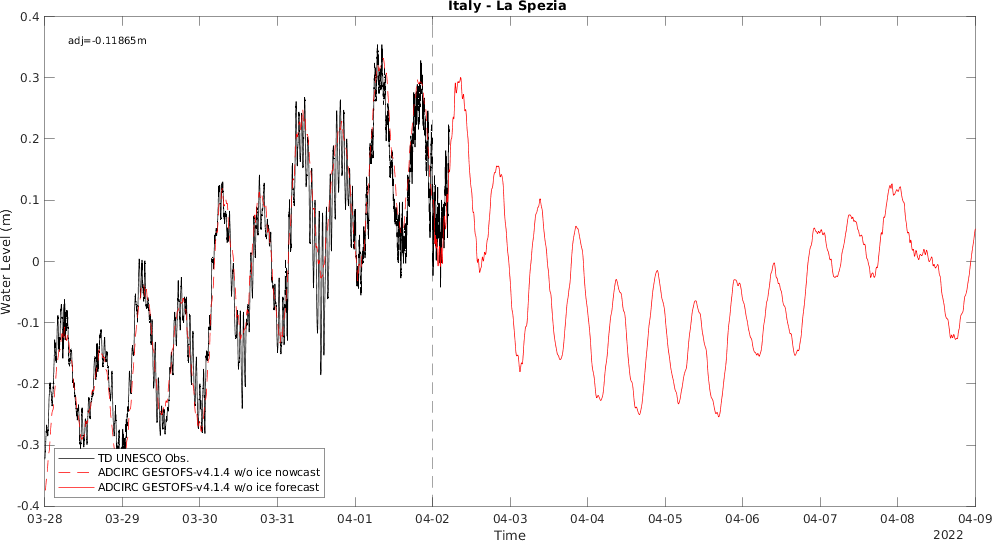 Italy - La Spezia
adj=-0.11865m
0.4
0.3
0.2
0.1
0
-0.1
-0.2
-0.3
-0.4
Water Level (m)
TD UNESCO Obs.
ADCIRC GESTOFS-v4.1.4 w/o ice nowcast
ADCIRC GESTOFS-v4.1.4 w/o ice forecast
03-28 03-29 03-30 03-31 04-01 04-02 04-03 04-04 04-05 04-06 04-07 04-08 04-09
Time
2022